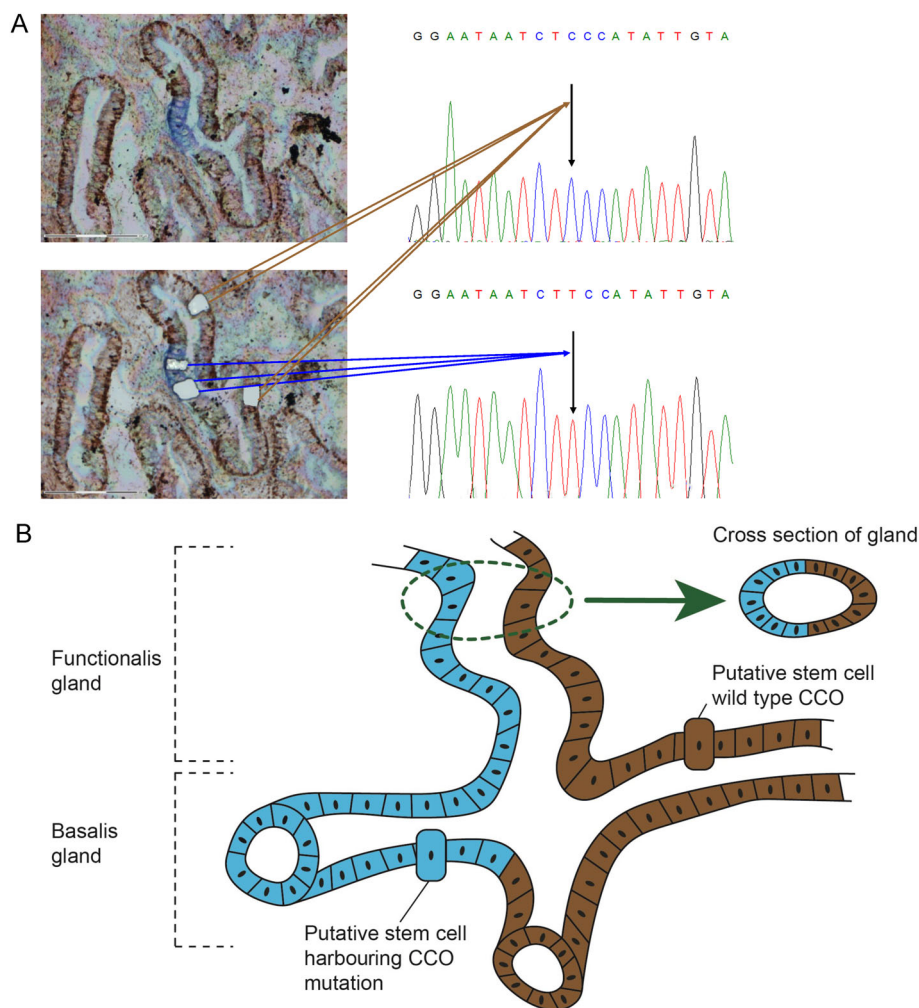 A
G G A A T A A T C T C C C A T A T T G T A
G G A A T A A T C T T C C A T A T T G T A
B
Cross section of gland
Functionalis
gland
Putative stem cell
wild type CCO
Basalis
gland
Putative stem cell
harbouring CCO
mutation